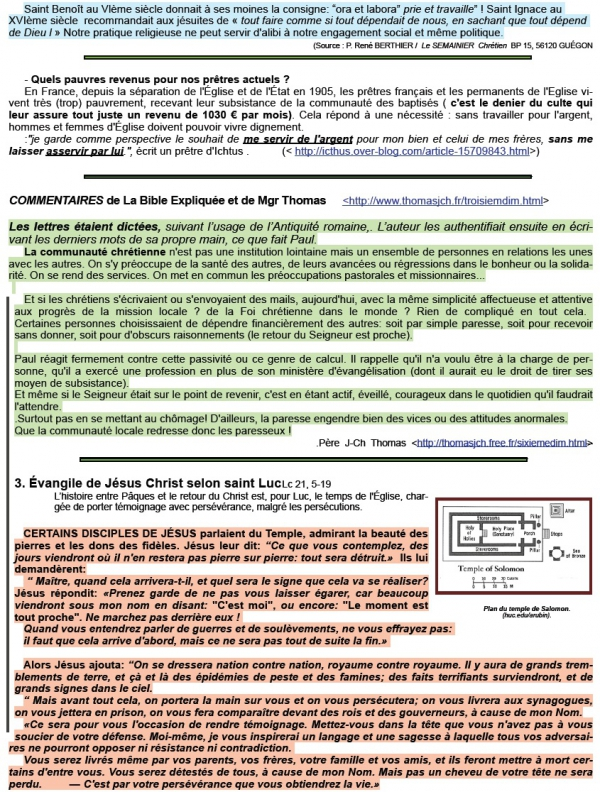 Saint Benoît au VIème siècle donnait à ses moines la consigne: “ora et labora” prie et travaille” ! Saint Ignace au
XVIème siècle recommandait aux jésuites de « tout faire comme si tout dépendait de nous, en sachant que tout dépend
de Dieu ! » Notre pratique religieuse ne peut servir d'alibi à notre engagement social et même politique.
(Source : P. René BERTHIER / Le SEMAINIER Chrétien BP 15, 56120 GUÉGON
- Quels pauvres revenus pour nos prêtres actuels ?
En France, depuis la séparation de l'Église et de l'État en 1905, les prêtres français et les permanents de l'Eglise vi-
vent très (trop) pauvrement, recevant leur subsistance de la communauté des baptisés ( c'est le denier du culte qui
leur assure tout juste un revenu de 1030 € par mois). Cela répond à une nécessité : sans travailler pour l'argent,
hommes et femmes d'Église doivent pouvoir vivre dignement.
:"je garde comme perspective le souhait de me servir de l'argent pour mon bien et celui de mes frères, sans me
laisser asservir par lui.", écrit un prêtre d'Ichtus . (< http://icthus.over-blog.com/article-15709843.html>)
COMMENTAIRES de La Bible Expliquée et de Mgr Thomas <http://www.thomasjch.fr/troisiemdim.html>
Les lettres étaient dictées, suivant l'usage de l'Antiquité romaine,. L'auteur les authentifiait ensuite en écri-
vant les derniers mots de sa propre main, ce que fait Paul.
La communauté chrétienne n'est pas une institution lointaine mais un ensemble de personnes en relations les unes
avec les autres. On s'y préoccupe de la santé des autres, de leurs avancées ou régressions dans le bonheur ou la solida-
rité. On se rend des services. On met en commun les préoccupations pastorales et missionnaires...
Et si les chrétiens s'écrivaient ou s'envoyaient des mails, aujourd'hui, avec la même simplicité affectueuse et attentive
aux progrès de la mission locale ? de la Foi chrétienne dans le monde ? Rien de compliqué en tout cela.
Certaines personnes choisissaient de dépendre financièrement des autres: soit par simple paresse, soit pour recevoir
sans donner, soit pour d'obscurs raisonnements (le retour du Seigneur est proche).
Paul réagit fermement contre cette passivité ou ce genre de calcul. Il rappelle qu'il n'a voulu être à la charge de per-
sonne, qu'il a exercé une profession en plus de son ministère d'évangélisation (dont il aurait eu le droit de tirer ses
moyen de subsistance).
Et même si le Seigneur était sur le point de revenir, c'est en étant actif, éveillé, courageux dans le quotidien qu'il faudrait
l'attendre.
.Surtout pas en se mettant au chômage! D'ailleurs, la paresse engendre bien des vices ou des attitudes anormales.
Que la communauté locale redresse donc les paresseux !
.Père J-Ch Thomas <http://thomasjch.free.fr/sixiemedim.html>
3. Évangile de Jésus Christ selon saint LucLc 21, 5-19
L'histoire entre Pâques et le retour du Christ est, pour Luc, le temps de l'Église, char-
gée de porter témoignage avec persévérance, malgré les persécutions.
CERTAINS DISCIPLES DE JÉSUS parlaient du Temple, admirant la beauté des
pierres et les dons des fidèles. Jésus leur dit: “Ce que vous contemplez, des
jours viendront où il n'en restera pas pierre sur pierre: tout sera détruit.» Ils lui
demandèrent:
“ Maître, quand cela arrivera-t-il, et quel sera le signe que cela va se réaliser?
Jésus répondit: «Prenez garde de ne pas vous laisser égarer, car beaucoup
viendront sous mon nom en disant: "C'est moi", ou encore: "Le moment est
tout proche". Ne marchez pas derrière eux !
Quand vous entendrez parler de guerres et de soulèvements, ne vous effrayez pas:
il faut que cela arrive d'abord, mais ce ne sera pas tout de suite la fin.»
Storerooms
Holy of Holies
Holy Place (Sanctuary)
Storerooms
Pillar
Porch
Pillar
Altar
Steps
Sea of Bronze
Temple of Solomon
Plan du temple de Salomon.
(huc.edu/erubin).
Alors Jésus ajouta: “On se dressera nation contre nation, royaume contre royaume. Il y aura de grands trem-
blements de terre, et çà et là des épidémies de peste et des famines; des faits terrifiants surviendront, et de
grands signes dans le ciel.
“ Mais avant tout cela, on portera la main sur vous et on vous persécutera; on vous livrera aux synagogues,
on vous jettera en prison, on vous fera comparaître devant des rois et des gouverneurs, à cause de mon Nom.
«Ce sera pour vous l'occasion de rendre témoignage. Mettez-vous dans la tête que vous n'avez pas à vous
soucier de votre défense. Moi-même, je vous inspirerai un langage et une sagesse à laquelle tous vos adversai-
res ne pourront opposer ni résistance ni contradiction.
Vous serez livrés même par vos parents, vos frères, votre famille et vos amis, et ils feront mettre à mort cer-
tains d'entre vous. Vous serez détestés de tous, à cause de mon Nom. Mais pas un cheveu de votre tête ne sera
perdu. — C'est par votre persévérance que vous obtiendrez la vie.»